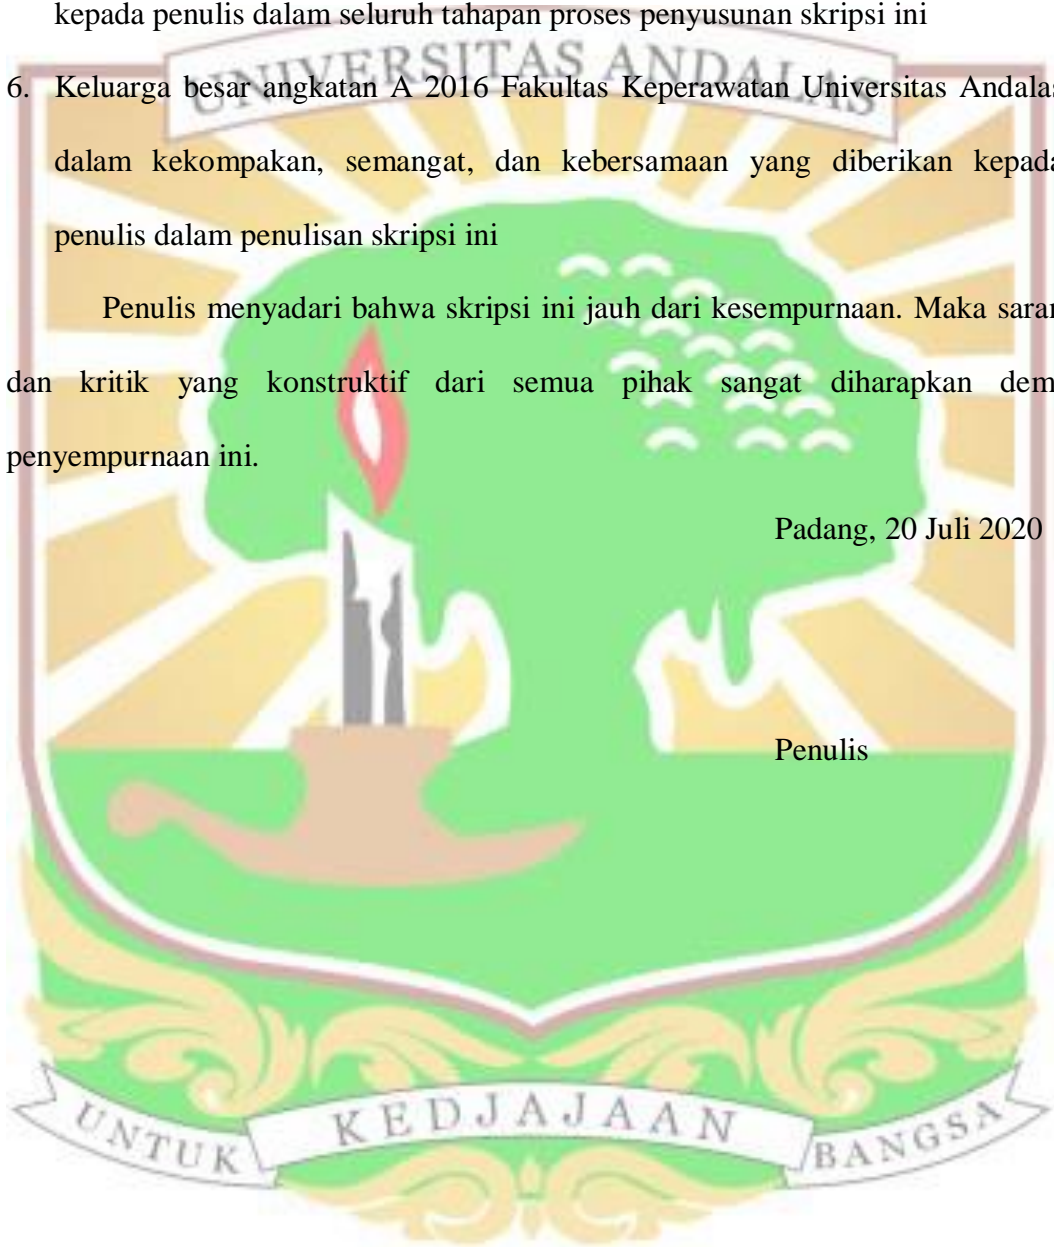 kepada penulis dalam seluruh tahapan proses penyusunan skripsi ini
UNIVERSITAS ANDALAS
6. Keluarga besar angkatan A 2016 Fakultas Keperawatan Universitas Andalas
dalam kekompakan, semangat, dan kebersamaan yang diberikan kepada
penulis dalam penulisan skripsi ini
Penulis menyadari bahwa skripsi ini jauh dari kesempurnaan. Maka saran
dan kritik yang konstruktif dari semua pihak sangat diharapkan demi
penyempurnaan ini.
Padang, 20 Juli 2020
Penulis
UNTUK KEDJAJAAN BANGSA